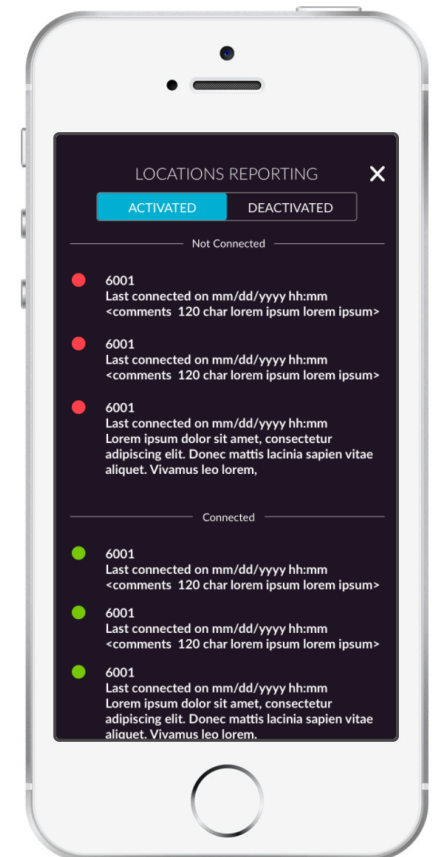 LOCATIONS REPORTING
ACTIVATED
DEACTIVATED
Not Connected
6001
Last connected on mm/dd/yyyy hh:mm
<comments  120 char lorem ipsum lorem ipsum>
6001
Last connected on mm/dd/yyyy hh:mm
<comments  120 char lorem ipsum lorem ipsum>
6001
Last connected on mm/dd/yyyy hh:mm
Lorem ipsum dolor sit amet, consectetur
adipiscing elit. Donec mattis lacinia sapien vitae
aliquet. Vivamus leo lorem,
Connected
6001
Last connected on mm/dd/yyyy hh:mm
<comments  120 char lorem ipsum lorem ipsum>
6001
Last connected on mm/dd/yyyy hh:mm
<comments  120 char lorem ipsum lorem ipsum>
6001
Last connected on mm/dd/yyyy hh:mm
Lorem ipsum dolor sit amet, consectetur
adipiscing elit. Donec mattis lacinia sapien vitae
aliquet. Vivamus leo lorem,